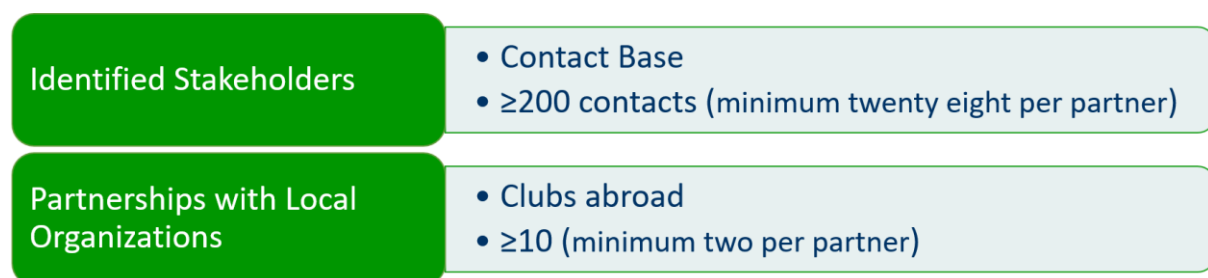 Identified Stakeholders
• Contact Base
• ≥200 contacts (minimum twenty eight per partner)
Partnerships with Local
Organizations
• Clubs abroad
• ≥10 (minimum two per partner)